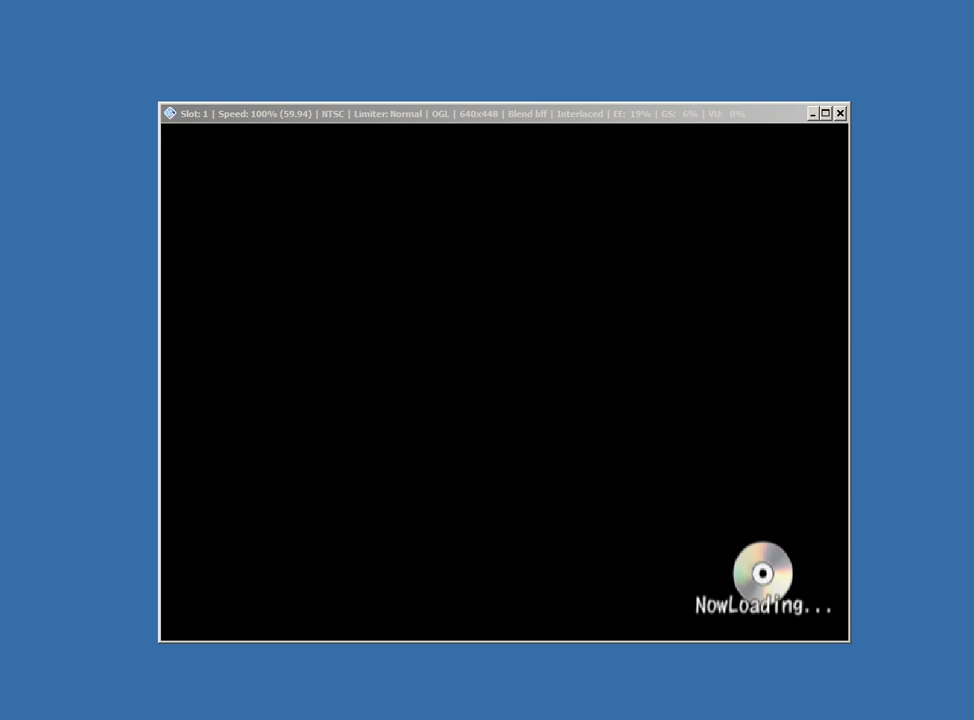 Slot: 1 | Speed: 100% (59.94) | NTSC | Limiter: Normal | OGL | 640x448 | Blend bff | Interlaced | EE: 19% | GS: 6% | VU: 0%
NowLoading...